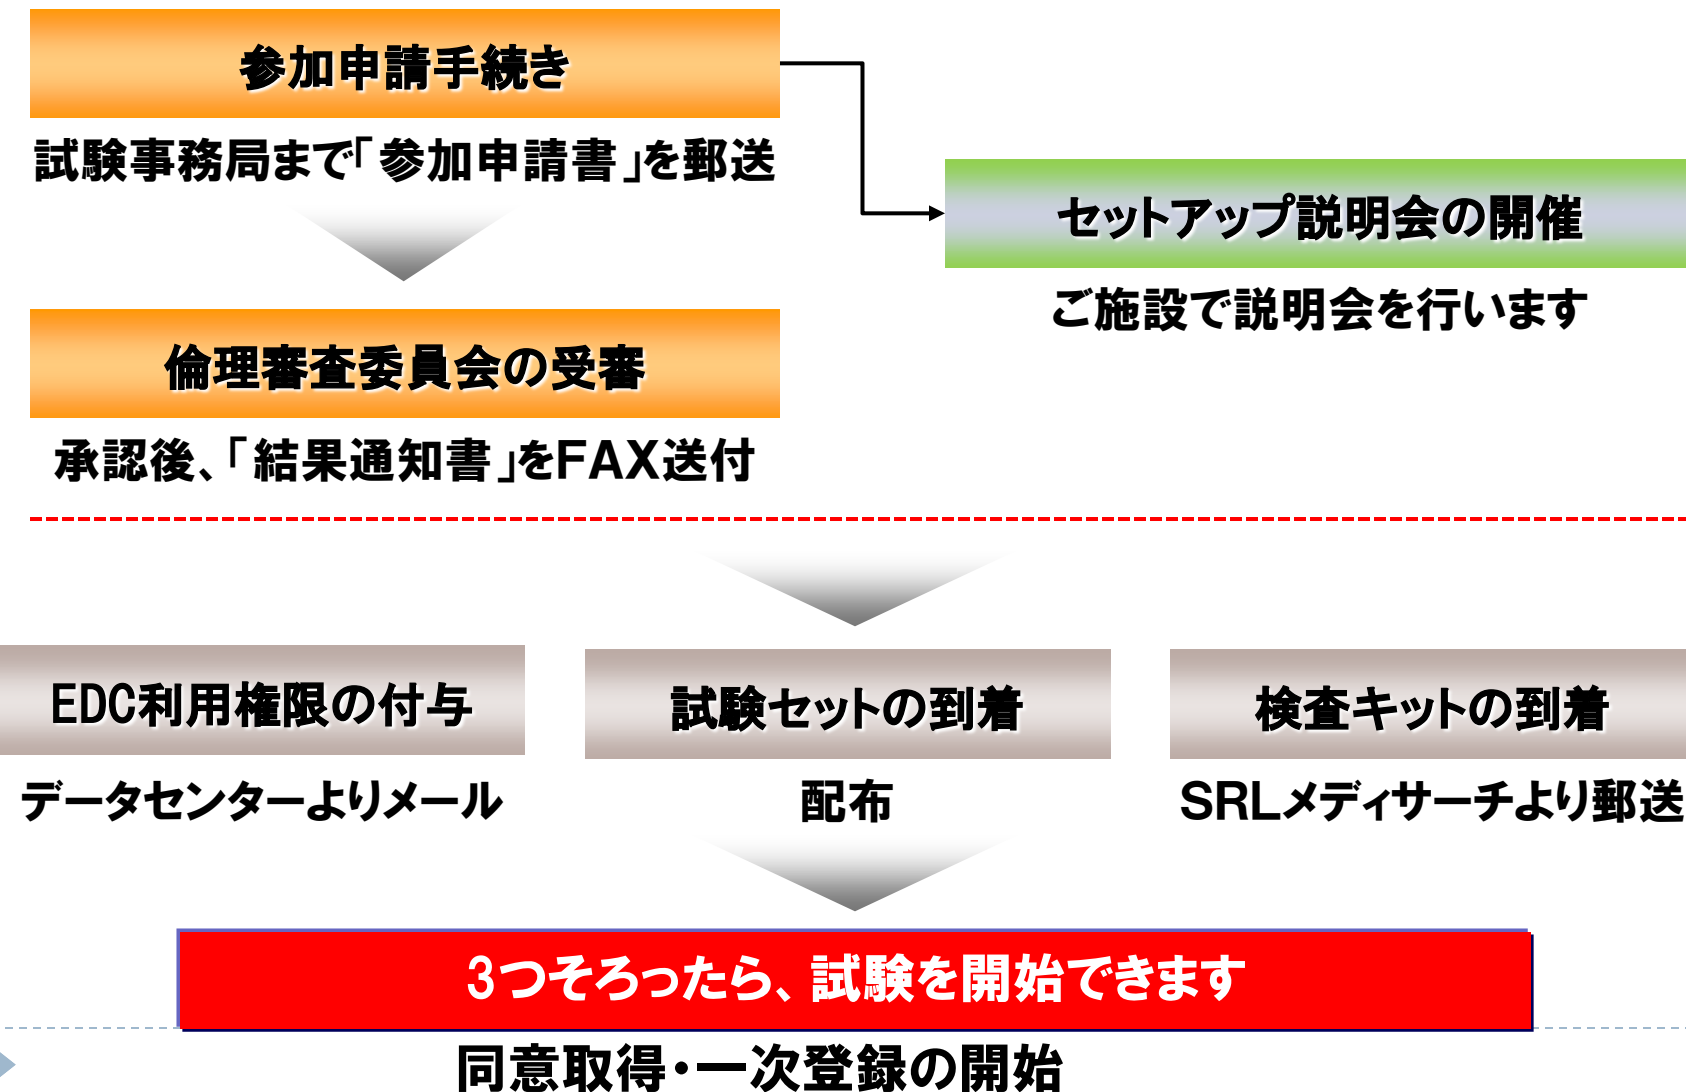 参加申請手続き
試験事務局まで「参加申請書」を郵送
セットアップ説明会の開催
ご施設で説明会を行います
倫理審査委員会の受審
承認後、「結果通知書」をFAX送付
EDC利用権限の付与
試験セットの到着
検査キットの到着
データセンターよりメール
配布
SRLメディサーチより郵送
3つそろったら、試験を開始できます
同意取得・一次登録の開始